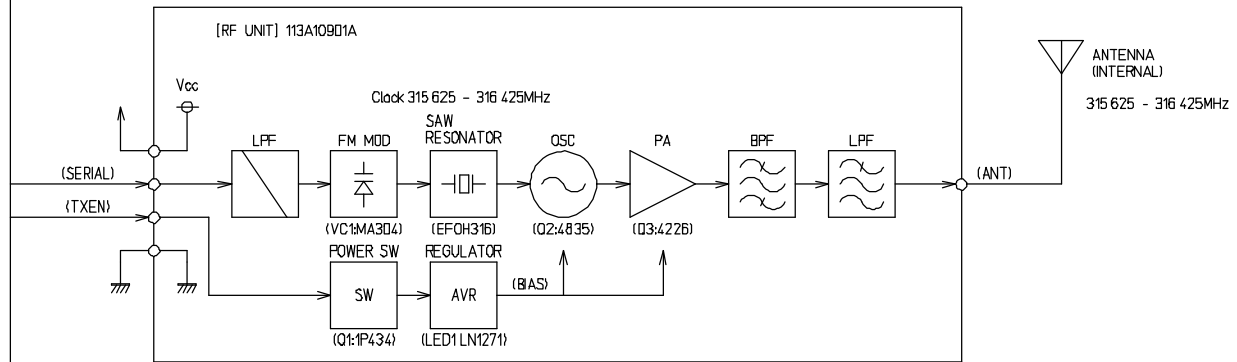 [RF UNIT] 113A10901A
ANTENNA
(INTERNAL)
315 625 - 316 425MHz
Vcc
Clock 315 625 - 316 425MHz
LPF
FM MOD
SAW
RESONATOR
OSC
PA
BPF
LPF
(SERIAL)
(ANT)
(TXEN)
(VC1:MA304)
(EFOH316)
(Q2:4835)
(Q3:4226)
POWER SW
REGULATOR
(BIAS)
SW
AVR
(Q1:1P434)
(LED1 LN1271)